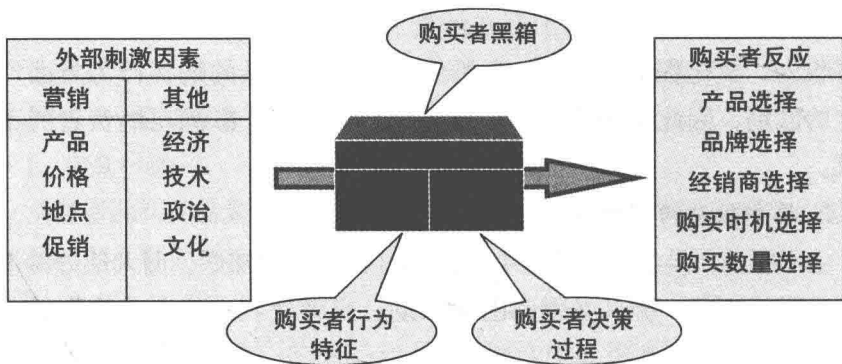 购买者黑箱
外部刺激因素
营销 其他
产品 经济
价格 技术
地点 政治
促销 文化
购买者反应
产品选择
品牌选择
经销商选择
购买时机选择
购买数量选择
购买者行为
特征
购买者决策
过程